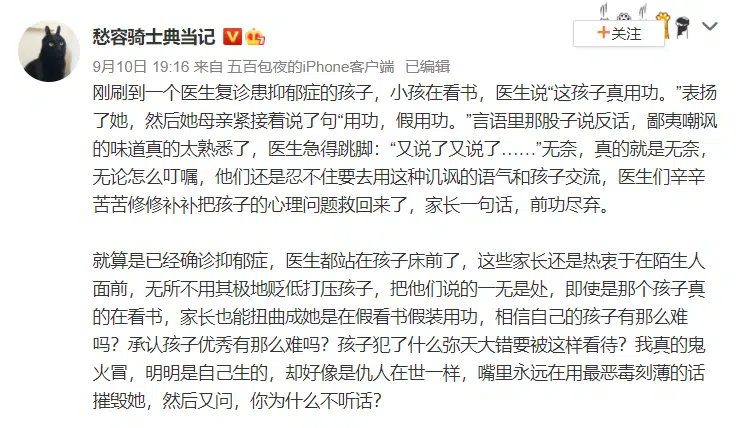 愁容骑士典当记
+关注
9月10日 19:16 来自 五百包夜的iPhone客户端 已编辑
刚刷到一个医生复诊患抑郁症的孩子，小孩在看书，医生说“这孩子真用功。”表扬
了她，然后她母亲紧接着说了句“用功，假用功。”言语里那股子说反话，鄙夷嘲讽
的味道真的太熟悉了，医生急得跳脚：“又说了又说了……”无奈，真的就是无奈，
无论怎么叮嘱，他们还是忍不住要去用这种讥讽的语气和孩子交流，医生们辛辛
苦苦修修补补把孩子的心理问题救回来了，家长一句话，前功尽弃。
就算是已经确诊抑郁症，医生都站在孩子床前了，这些家长还是热衷于在陌生人
面前，无所不用其极地贬低打压孩子，把他们说的一无是处，即使是那个孩子真
的在看书，家长也能扭曲成她是在假看书假装用功，相信自己的孩子有那么难
吗？承认孩子优秀有那么难吗？孩子犯了什么弥天大错要被这样看待？我真的鬼
火冒，明明是自己生的，却好像是仇人在世一样，嘴里永远在用最恶毒刻薄的话
摧毁她，然后又问，你为什么不听话？